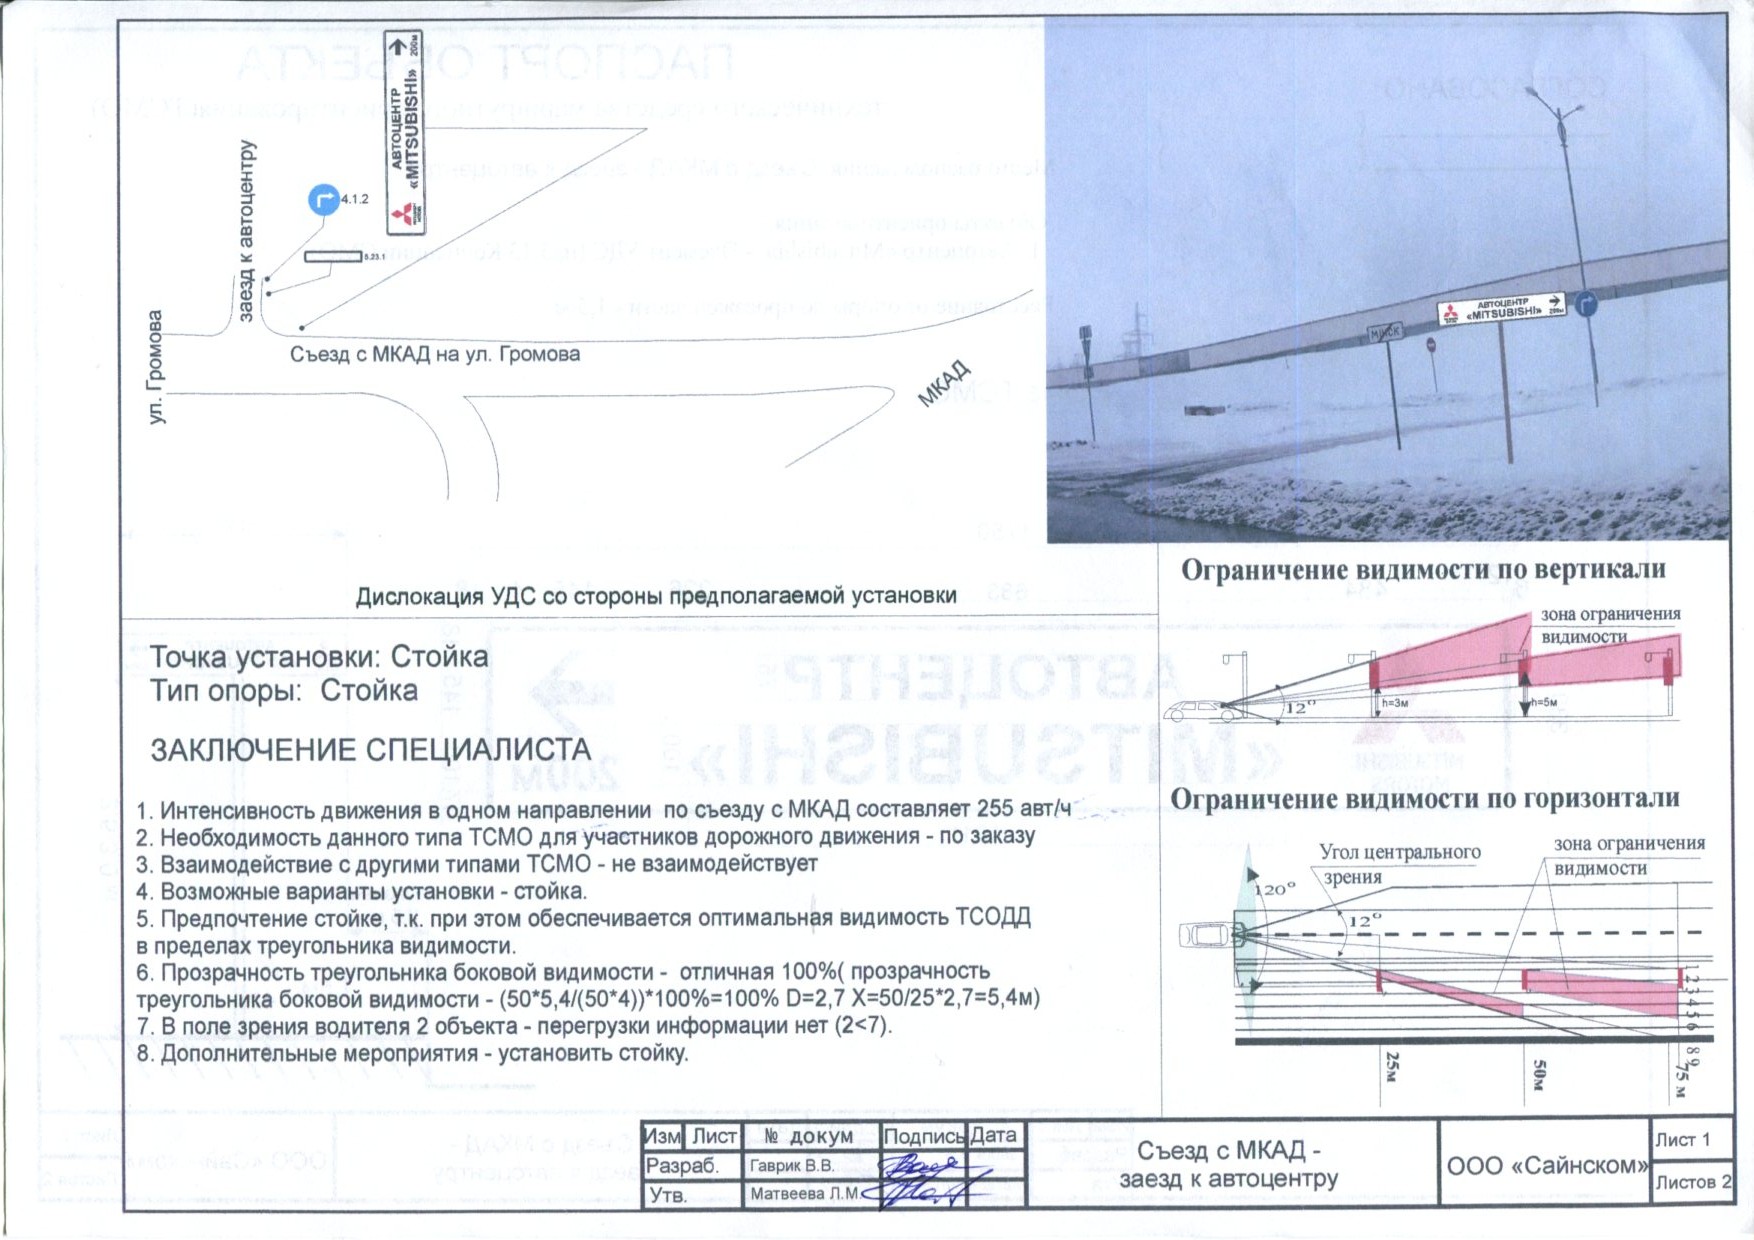 АВТОЦЕНТР
«MITSUBISHI»
200м
4.1.2
5.23.1
заезд к автоцентру
ул. Громова
Съезд с МКАД на ул. Громова
МКАД
Дислокация УДС со стороны предполагаемой установки
МІНСК
АВТОЦЕНТР
«MITSUBISHI»
200м
Точка установки: Стойка
Тип опоры: Стойка
ЗАКЛЮЧЕНИЕ СПЕЦИАЛИСТА
1. Интенсивность движения в одном направлении по съезду с МКАД составляет 255 авт/ч
2. Необходимость данного типа ТСМО для участников дорожного движения - по заказу
3. Взаимодействие с другими типами ТСМО - не взаимодействует
4. Возможные варианты установки - стойка.
5. Предпочтение стойке, т.к. при этом обеспечивается оптимальная видимость ТСОДД
в пределах треугольника видимости.
6. Прозрачность треугольника боковой видимости - отличная 100%( прозрачность
треугольника боковой видимости - (50*5,4/(50*4))*100%=100% D=2,7 X=50/25*2,7=5,4м)
7. В поле зрения водителя 2 объекта - перегрузки информации нет (2<7).
8. Дополнительные мероприятия - установить стойку.
Ограничение видимости по вертикали
зона ограничения
видимости
12°
h=3м
h=5м
Ограничение видимости по горизонтали
Угол центрального
зрения
зона ограничения
видимости
120°
12°
1 2 3 4 5 6
8 9
25м
50м
75 м
Изм Лист № докум Подпись Дата
Разраб. Гаврик В.В.
Утв. Матвеева Л.М.
Съезд с МКАД -
заезд к автоцентру
ООО «Сайнском»
Лист 1
Листов 2